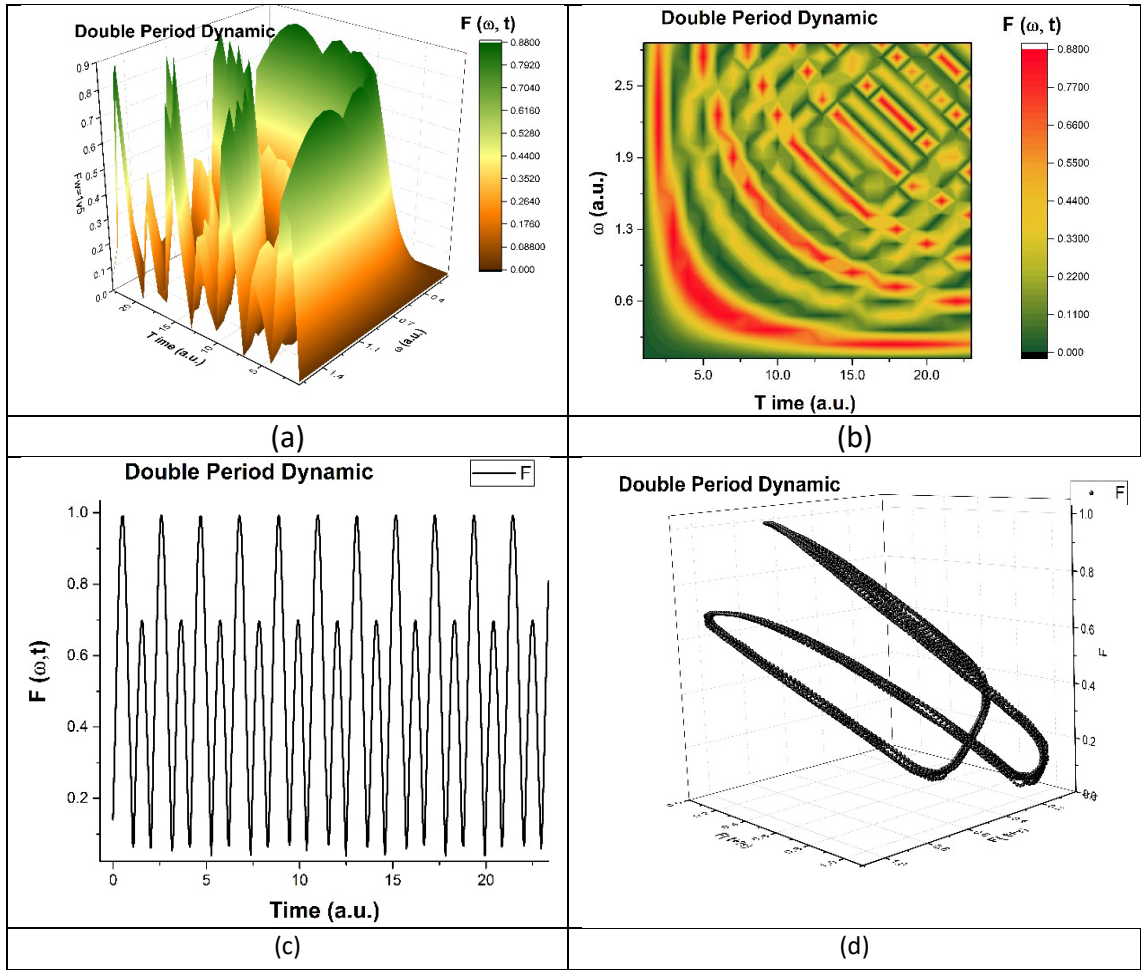 Double Period Dynamic
F (ω, t)
0.8800
0.7040
0.6160
0.5280
0.4400
0.3520
0.2640
0.1760
0.08800
0.000
0.9
0.8
0.7
0.6
0.5
0.4
0.3
0.2
0.1
0.0
20
15
10
5
T ime (a.u.)
0.4
0.7
1.1
1.4
ω (a.u.)
(a)
Double Period Dynamic
F (ω, t)
0.8800
0.7700
0.6600
0.5500
0.4400
0.3300
0.2200
0.1100
0.000
2.5
1.9
1.3
0.6
ω (a.u.)
5.0 10.0 15.0 20.0
T ime (a.u.)
(b)
Double Period Dynamic
F
1.0
0.8
0.6
0.4
0.2
F (ω,t)
0 5 10 15 20
Time (a.u.)
(c)
Double Period Dynamic
F
1.0
0.8
0.6
0.4
0.2
0.0
F
(d)